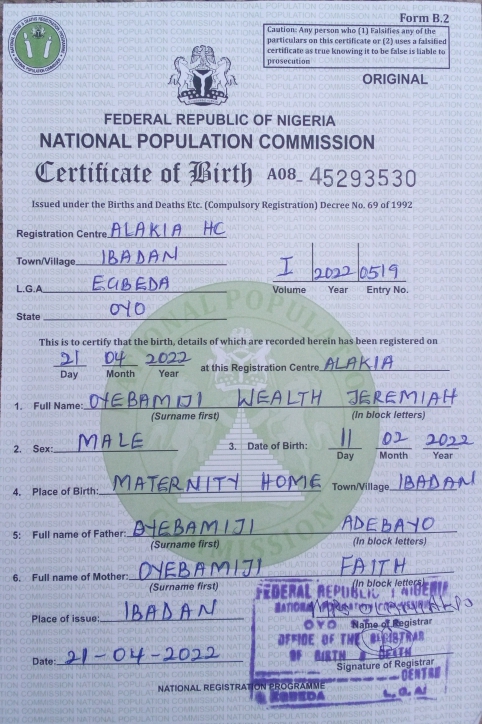 Form B.2
Caution: Any person who (1) Falsifies any of the
particulars on this certificate or (2) uses a falsified
certificate as true knowing it to be false is liable to
prosecution
ORIGINAL
FEDERAL REPUBLIC OF NIGERIA
NATIONAL POPULATION COMMISSION
Certificate of Birth A08- 45293530
Issued under the Births and Deaths Etc. (Compulsory Registration) Decree No. 69 of 1992
Registration Centre ALAKIA HC
Town/Village IBADAN
I 2022 0519
L.G.A EGBEDA
Volume Year Entry No.
State OYO
This is to certify that the birth, details of which are recorded herein has been registered on
21 04 2022 at this Registration Centre ALAKIA
Day Month Year
1. Full Name: OYEBAMIJI WEALTH JEREMIAH
(Surname first) (In block letters)
2. Sex: MALE 3. Date of Birth: 11 02 2022
Day Month Year
4. Place of Birth: MATERNITY HOME Town/Village IBADAN
5: Full name of Father: OYEBAMIJI ADEBAYO
(Surname first) (In block letters)
6. Full name of Mother: OYEBAMIJI FAITH
(Surname first) (In block letters)
FEDERAL REPUBLIC NIGERIA
NATIONAL
Place of issue: IBADAN
OYO Name of Registrar
OFFICE OF THE REGISTRAR
OF BIRTH & DEATH
Date: 21-04-2022
Signature of Registrar
CENTRE
EGBEDA L.G.A
NATIONAL REGISTRATION PROGRAMME